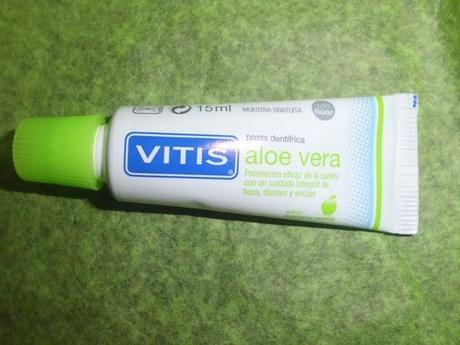 15ml MUESTRA GRATUITA
flúor
pasta dentífrica
VITIS®
aloe vera
Prevención eficaz de la caries
con un cuidado integral de
boca, dientes y encías
sabor